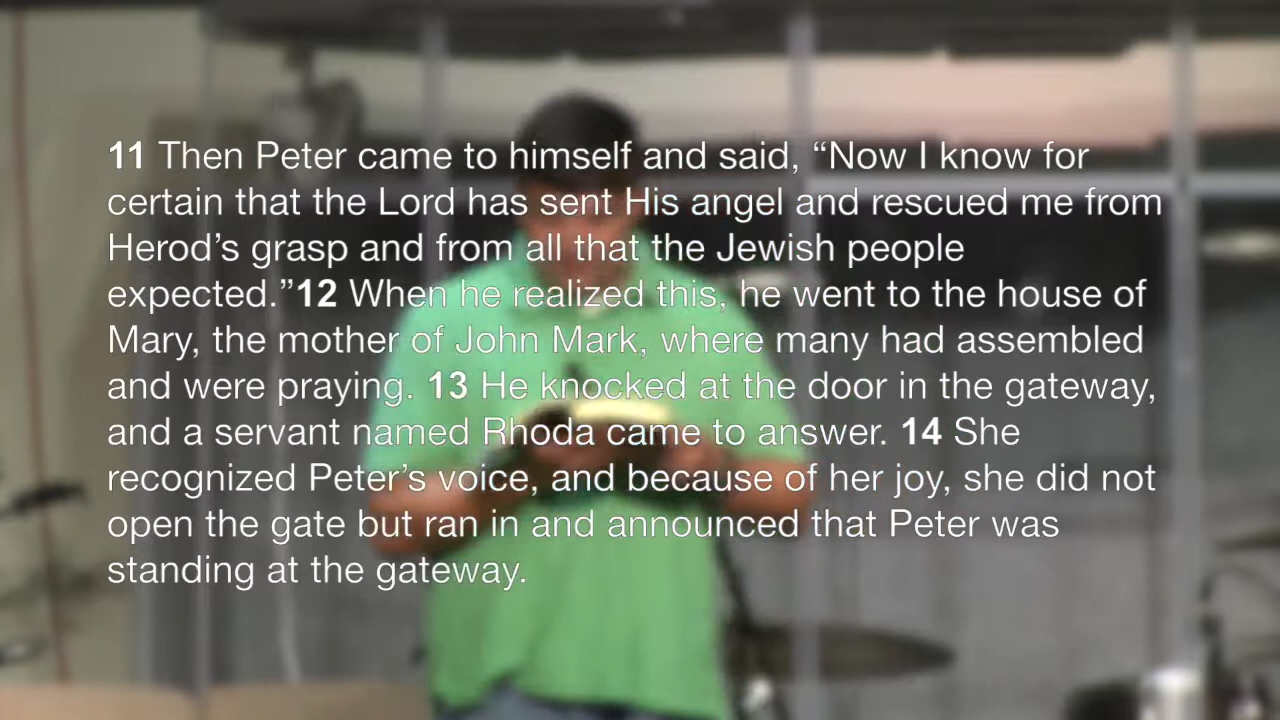 11 Then Peter came to himself and said, “Now I know for
certain that the Lord has sent His angel and rescued me from
Herod’s grasp and from all that the Jewish people
expected.”12 When he realized this, he went to the house of
Mary, the mother of John Mark, where many had assembled
and were praying. 13 He knocked at the door in the gateway,
and a servant named Rhoda came to answer. 14 She
recognized Peter’s voice, and because of her joy, she did not
open the gate but ran in and announced that Peter was
standing at the gateway.